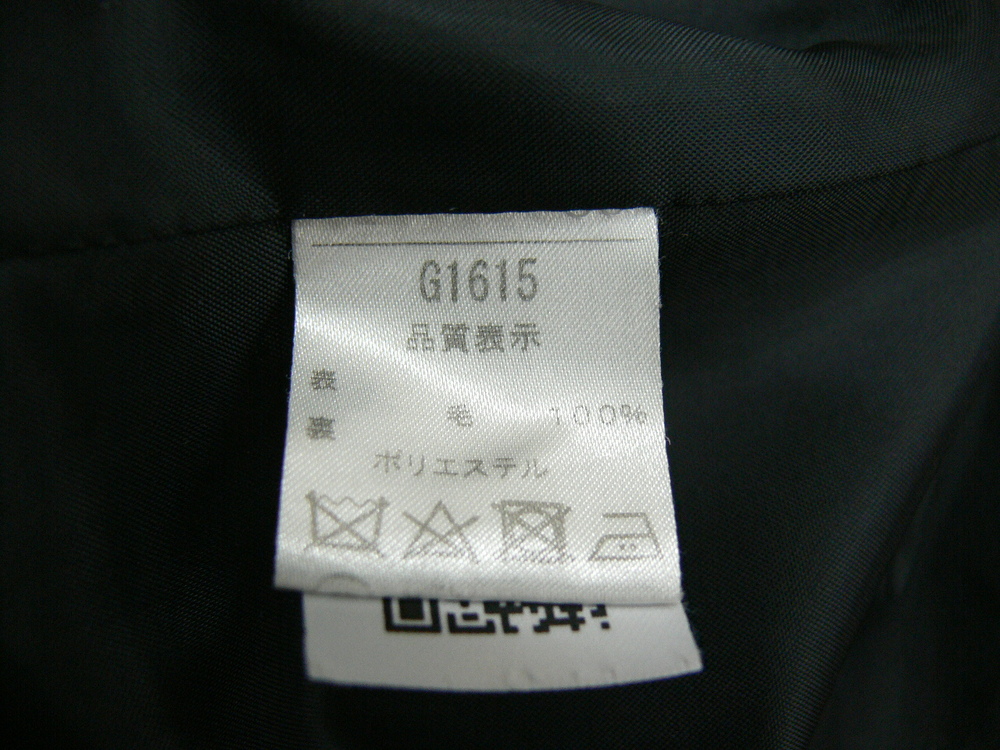 G1615
品質表示
表
毛 100%
裏
ポリエステル